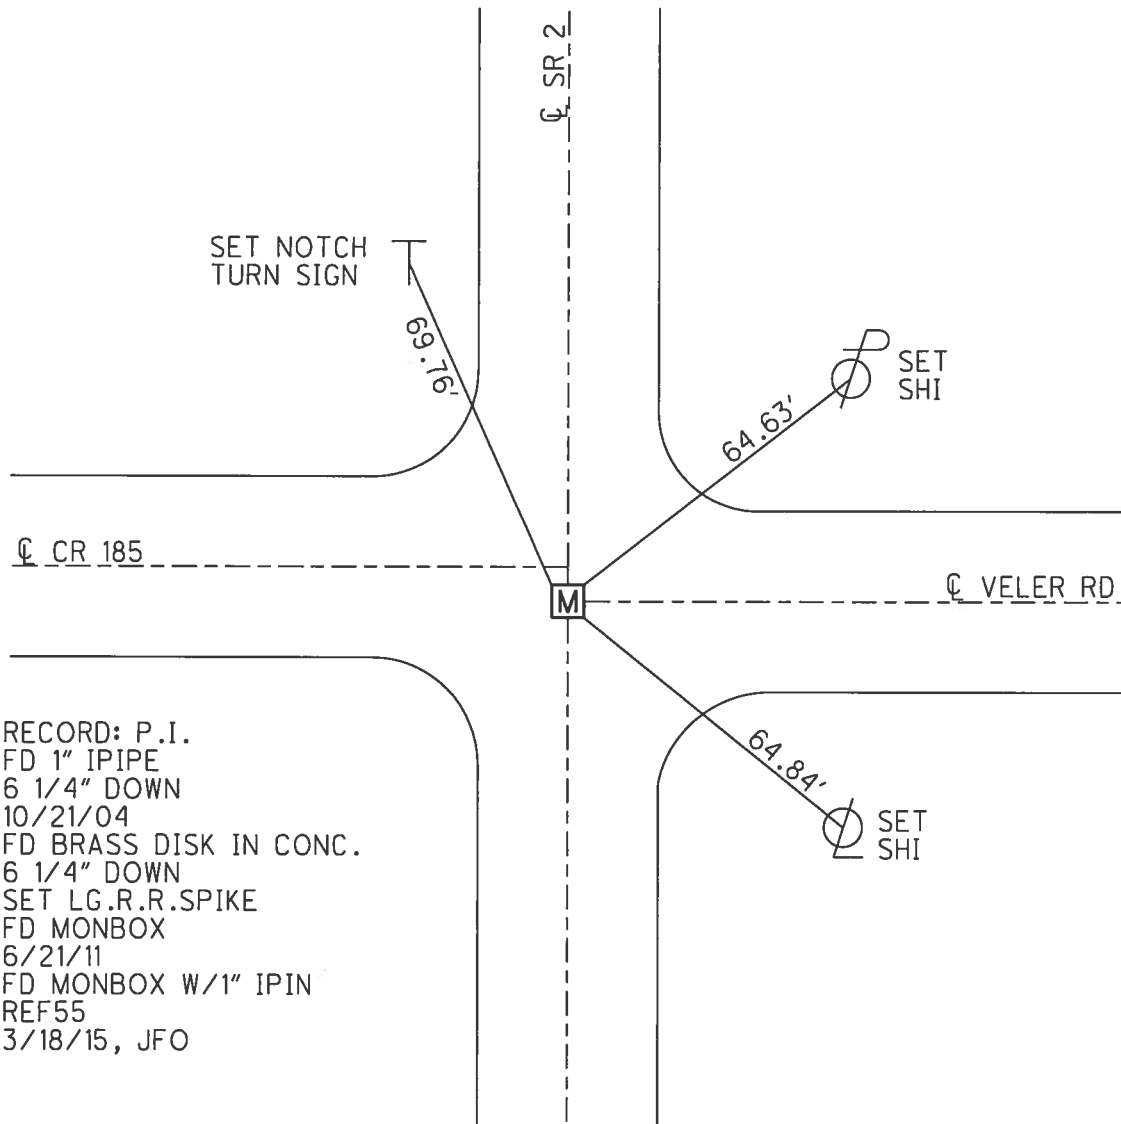 ℄ SR 2
SET NOTCH
TURN SIGN
69.76'
SET
SHI
64.63'
℄ CR 185
M
℄ VELER RD
64.84'
SET
SHI
RECORD: P.I.
FD 1" IPIPE
6 1/4" DOWN
10/21/04
FD BRASS DISK IN CONC.
6 1/4" DOWN
SET LG.R.R.SPIKE
FD MONBOX
6/21/11
FD MONBOX W/1" IPIN
REF55
3/18/15, JFO